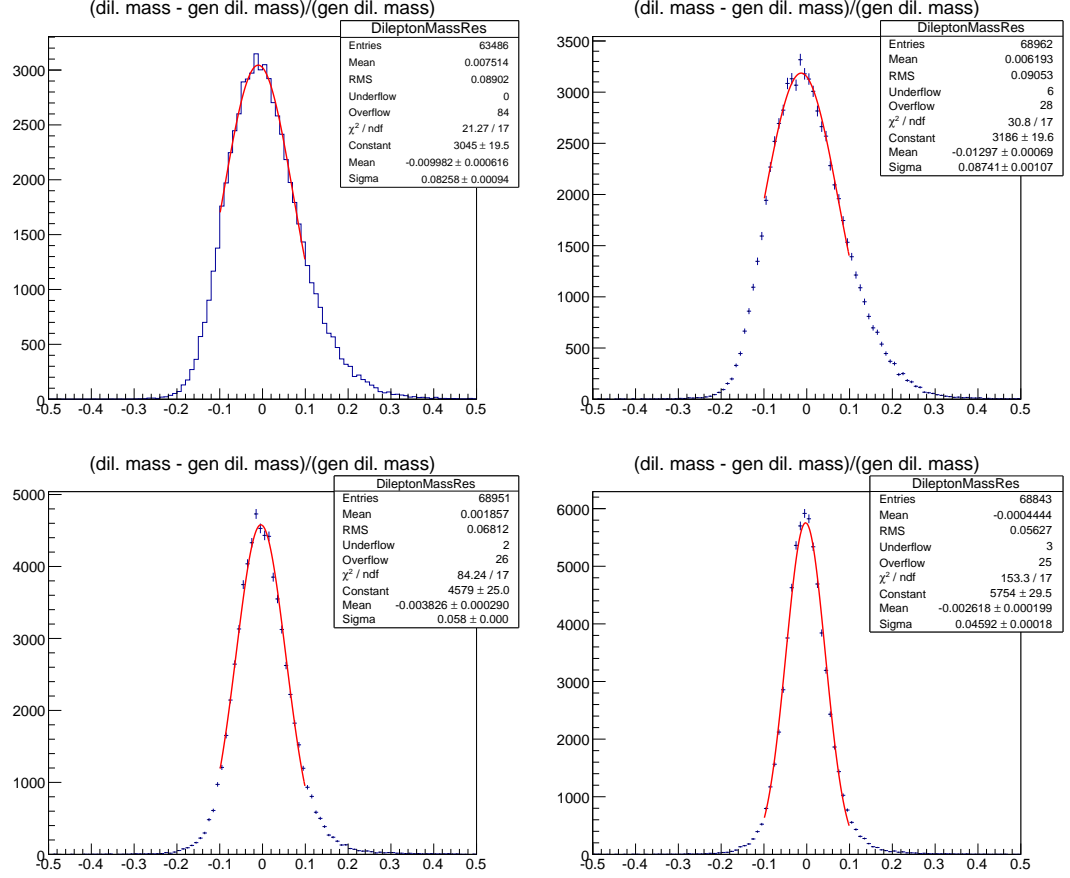 (dil. mass - gen dil. mass)/(gen dil. mass)
DileptonMassRes
Entries 63486
Mean 0.007514
RMS 0.08902
Underflow 0
Overflow 84
χ² / ndf 21.27 / 17
Constant 3045 ± 19.5
Mean -0.009982 ± 0.000616
Sigma 0.08258 ± 0.00094
3000
2500
2000
1500
1000
500
0
-0.5 -0.4 -0.3 -0.2 -0.1 0 0.1 0.2 0.3 0.4 0.5
(dil. mass - gen dil. mass)/(gen dil. mass)
DileptonMassRes
Entries 68962
Mean 0.006193
RMS 0.09053
Underflow 6
Overflow 28
χ² / ndf 30.8 / 17
Constant 3186 ± 19.6
Mean -0.01297 ± 0.00069
Sigma 0.08741 ± 0.00107
3500
3000
2500
2000
1500
1000
500
0
-0.5 -0.4 -0.3 -0.2 -0.1 0 0.1 0.2 0.3 0.4 0.5
(dil. mass - gen dil. mass)/(gen dil. mass)
DileptonMassRes
Entries 68951
Mean 0.001857
RMS 0.06812
Underflow 2
Overflow 26
χ² / ndf 84.24 / 17
Constant 4579 ± 25.0
Mean -0.003826 ± 0.000290
Sigma 0.058 ± 0.000
5000
4000
3000
2000
1000
0
-0.5 -0.4 -0.3 -0.2 -0.1 0 0.1 0.2 0.3 0.4 0.5
(dil. mass - gen dil. mass)/(gen dil. mass)
DileptonMassRes
Entries 68843
Mean -0.0004444
RMS 0.05627
Underflow 3
Overflow 25
χ² / ndf 153.3 / 17
Constant 5754 ± 29.5
Mean -0.002618 ± 0.000199
Sigma 0.04592 ± 0.00018
6000
5000
4000
3000
2000
1000
0
-0.5 -0.4 -0.3 -0.2 -0.1 0 0.1 0.2 0.3 0.4 0.5